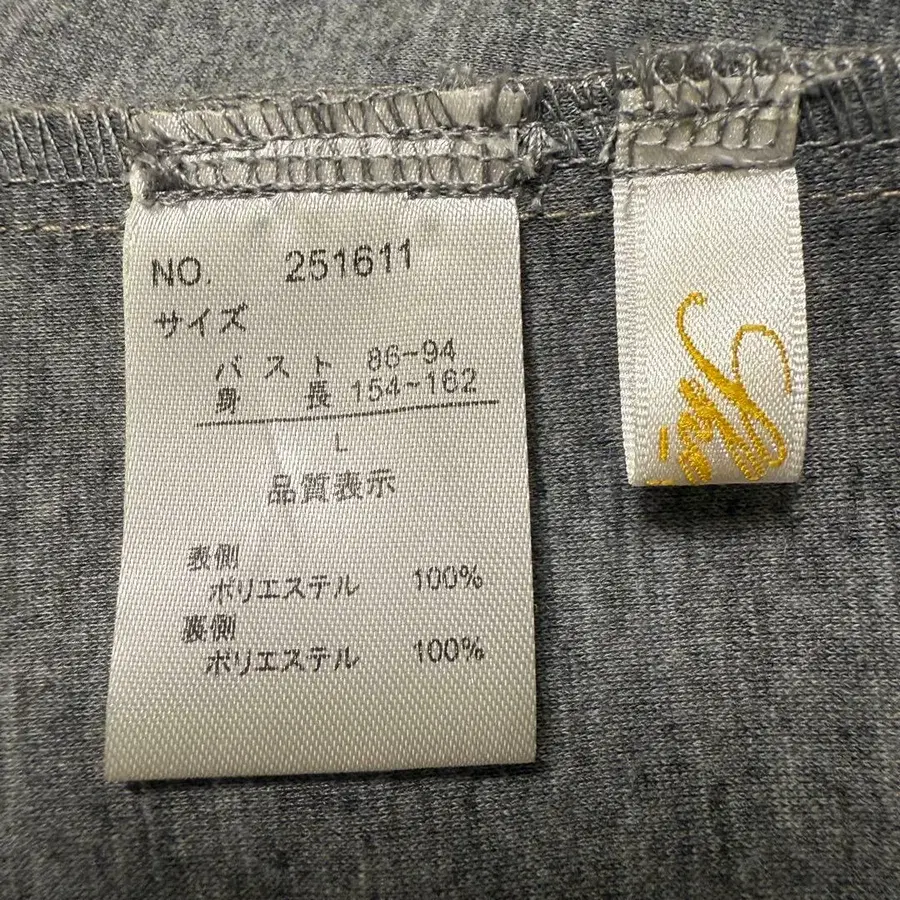 NO. 251611
サイズ
バスト 86~94
身長 154~162
L
品質表示
表側
ポリエステル 100%
裏側
ポリエステル 100%